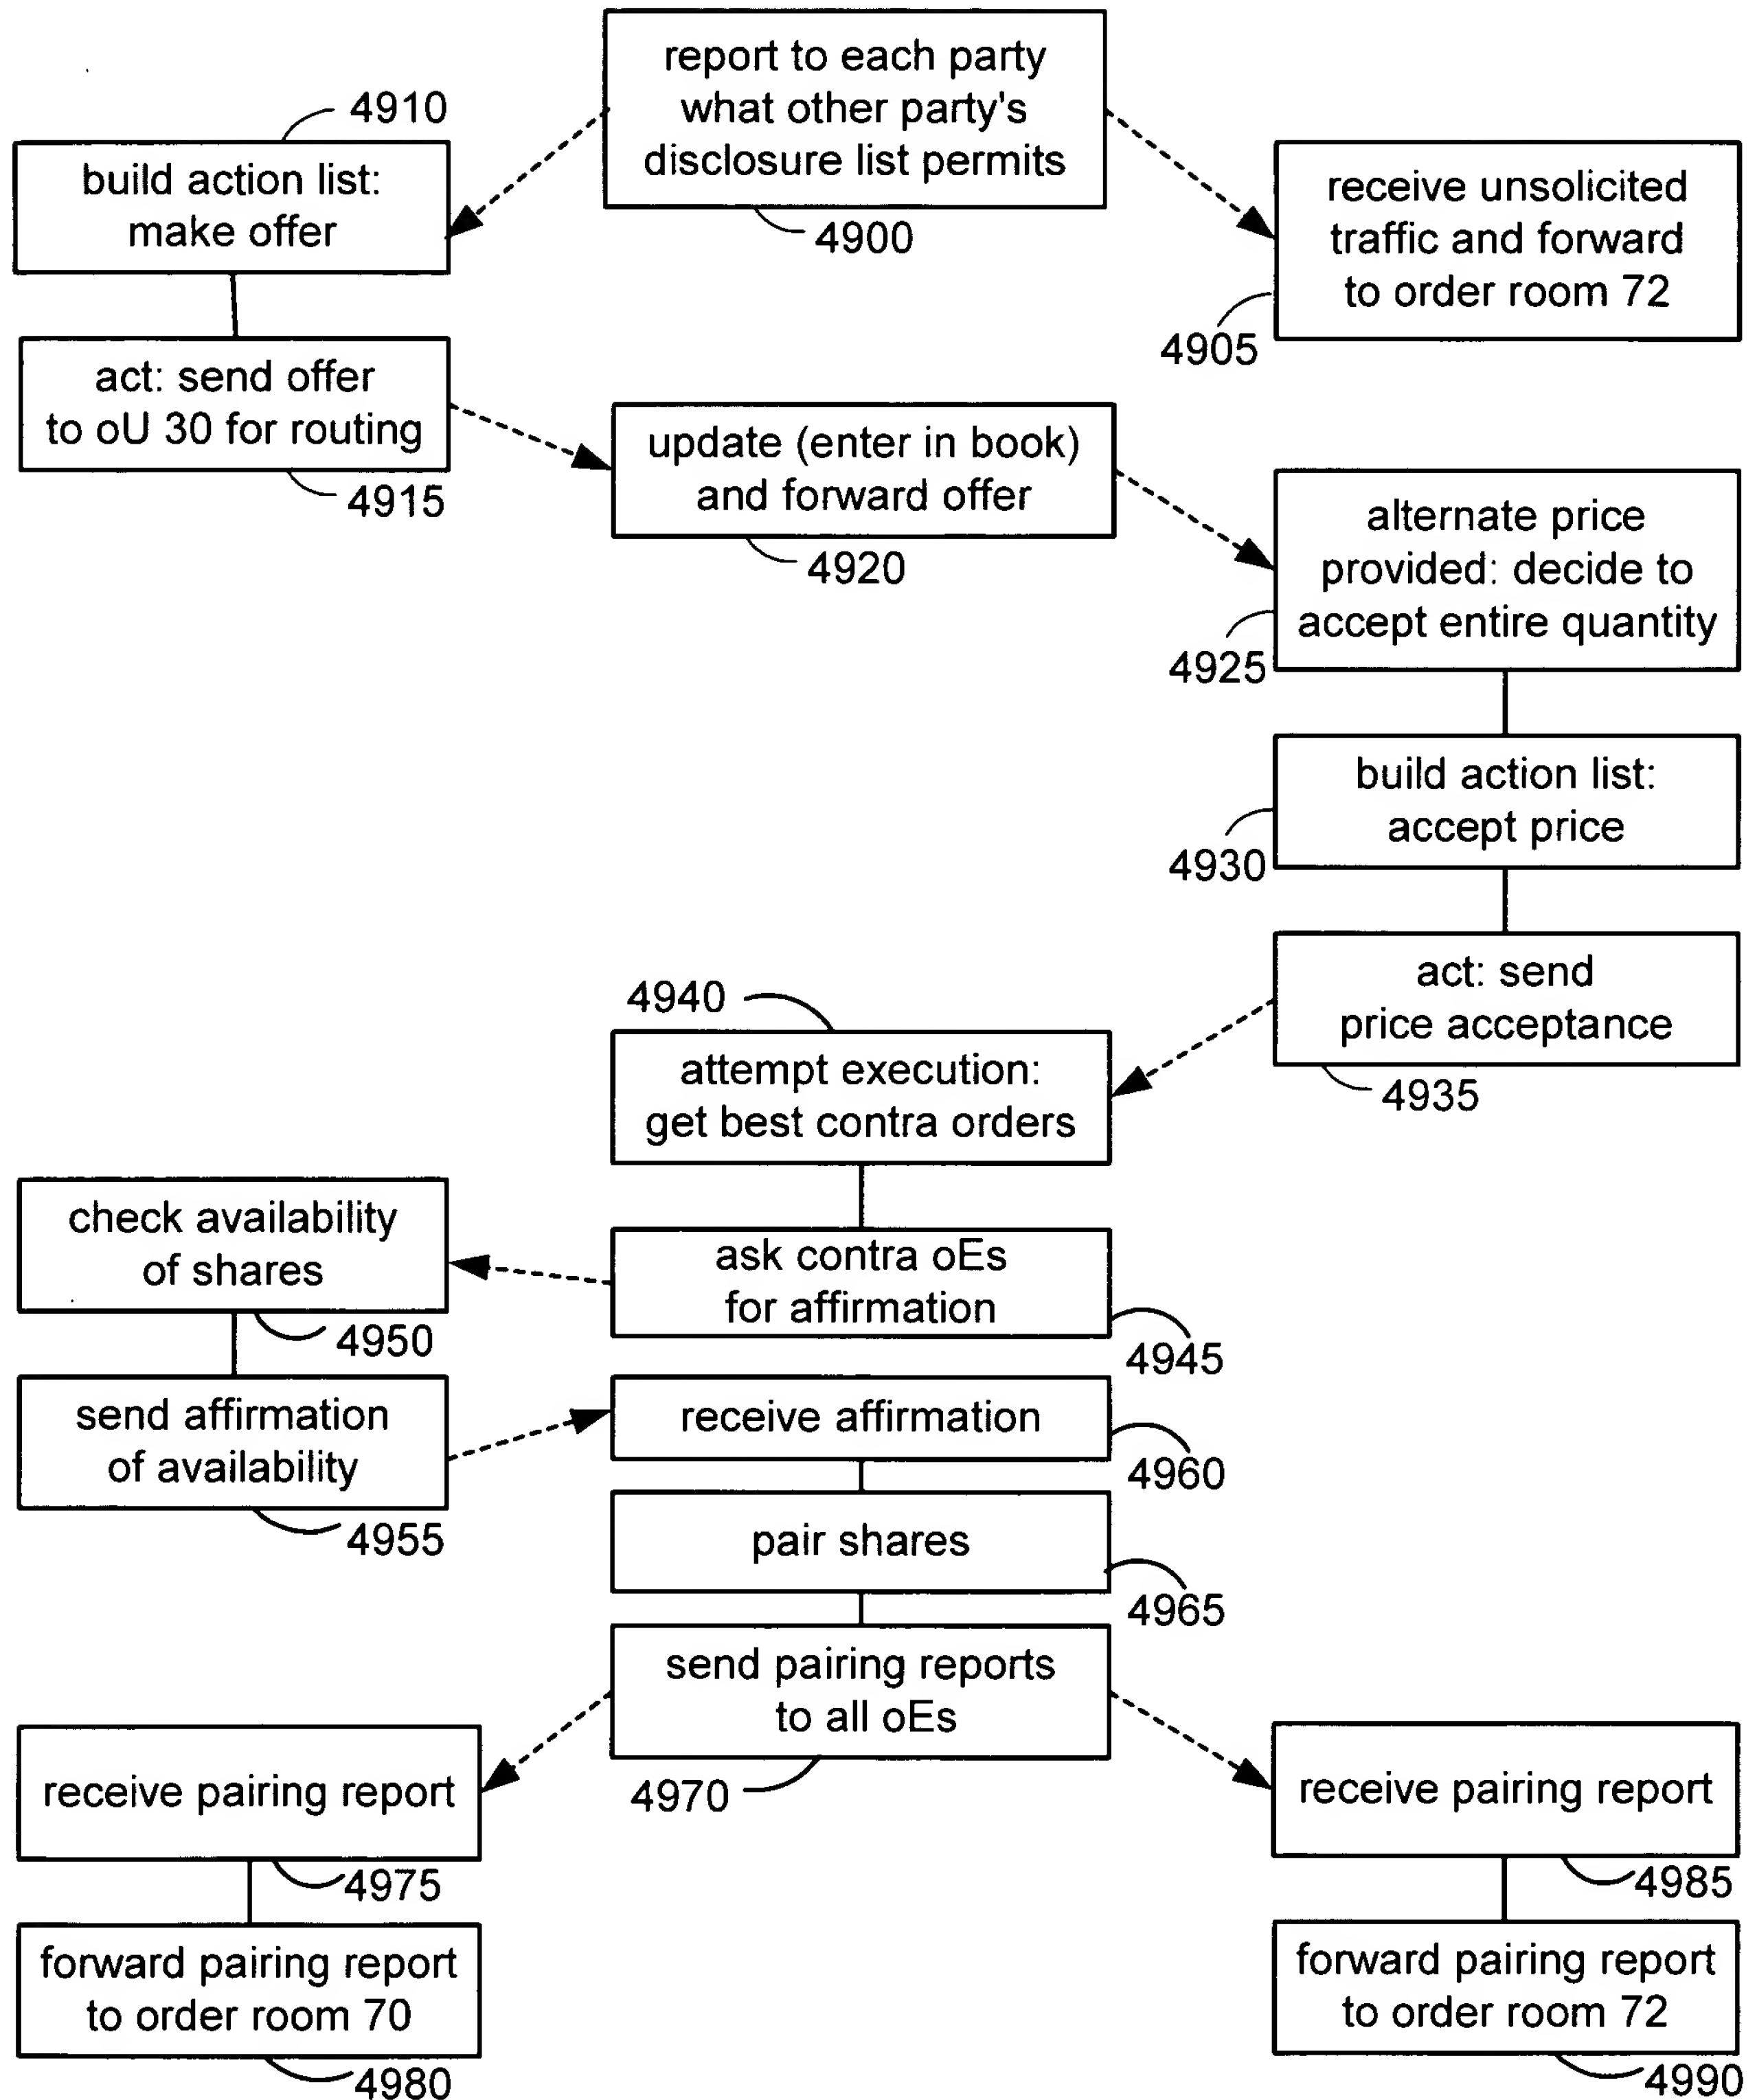 report to each party
what other party's
disclosure list permits
4900
4910
build action list:
make offer
receive unsolicited
traffic and forward
to order room 72
4905
act: send offer
to oU 30 for routing
4915
update (enter in book)
and forward offer
4920
alternate price
provided: decide to
accept entire quantity
4925
build action list:
accept price
4930
act: send
price acceptance
4935
4940
attempt execution:
get best contra orders
ask contra oEs
for affirmation
4945
check availability
of shares
4950
send affirmation
of availability
4955
receive affirmation
4960
pair shares
4965
send pairing reports
to all oEs
4970
receive pairing report
4975
forward pairing report
to order room 70
4980
receive pairing report
4985
forward pairing report
to order room 72
4990